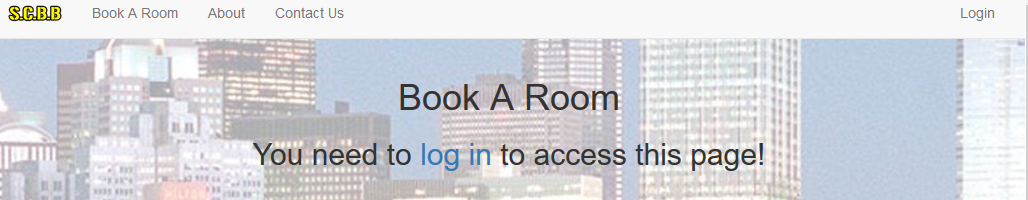 S.C.B.B Book A Room About Contact Us Login
Book A Room
You need to log in to access this page!